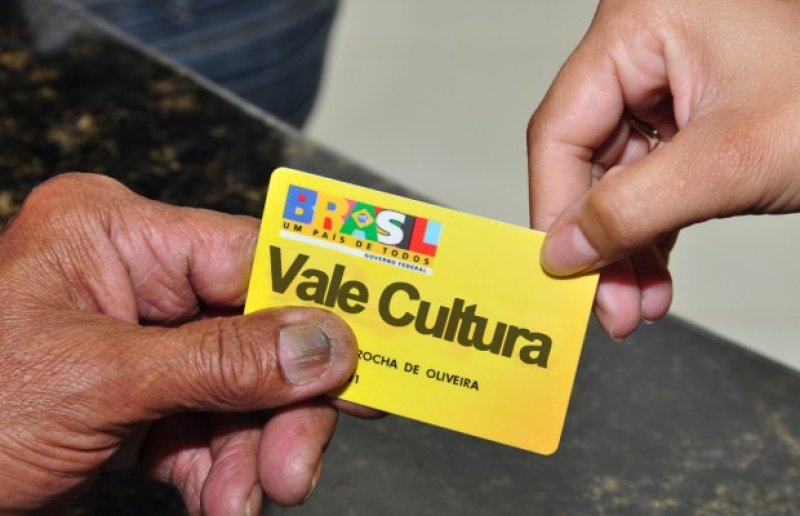 BRASIL
UM PAÍS DE TODOS
GOVERNO FEDERAL
Vale Cultura
ROCHA DE OLIVEIRA